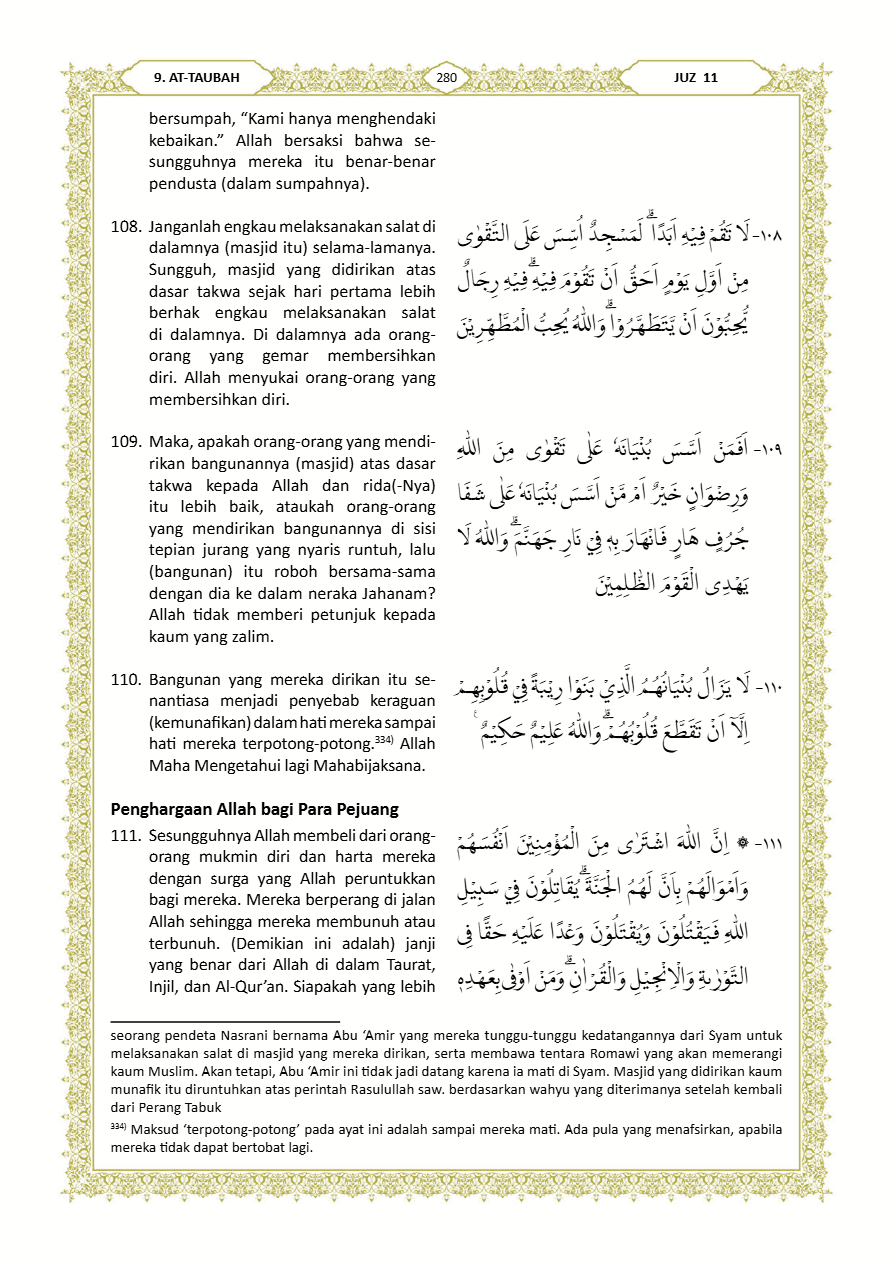 9. AT-TAUBAH
280
JUZ 11
bersumpah, “Kami hanya menghendaki
kebaikan.” Allah bersaksi bahwa se-
sungguhnya mereka itu benar-benar
pendusta (dalam sumpahnya).
108. Janganlah engkau melaksanakan salat di
dalamnya (masjid itu) selama-lamanya.
Sungguh, masjid yang didirikan atas
dasar takwa sejak hari pertama lebih
berhak engkau melaksanakan salat
di dalamnya. Di dalamnya ada orang-
orang yang gemar membersihkan
diri. Allah menyukai orang-orang yang
membersihkan diri.
١٠٨- لَا تَقُمْ فِيْهِ اَبَدًاۗ لَمَسْجِدٌ اُسِّسَ عَلَى التَّقْوٰى
مِنْ اَوَّلِ يَوْمٍ اَحَقُّ اَنْ تَقُوْمَ فِيْهِۗ فِيْهِ رِجَالٌ
يُّحِبُّوْنَ اَنْ يَّتَطَهَّرُوْاۗ وَاللّٰهُ يُحِبُّ الْمُطَّهِّرِيْنَ
109. Maka, apakah orang-orang yang mendi-
rikan bangunannya (masjid) atas dasar
takwa kepada Allah dan rida(-Nya)
itu lebih baik, ataukah orang-orang
yang mendirikan bangunannya di sisi
tepian jurang yang nyaris runtuh, lalu
(bangunan) itu roboh bersama-sama
dengan dia ke dalam neraka Jahanam?
Allah tidak memberi petunjuk kepada
kaum yang zalim.
١٠٩- اَفَمَنْ اَسَّسَ بُنْيَانَهٗ عَلٰى تَقْوٰى مِنَ اللّٰهِ
وَرِضْوَانٍ خَيْرٌ اَمْ مَّنْ اَسَّسَ بُنْيَانَهٗ عَلٰى شَفَا
جُرُفٍ هَارٍ فَانْهَارَ بِهٖ فِيْ نَارِ جَهَنَّمَۗ وَاللّٰهُ لَا
يَهْدِى الْقَوْمَ الظّٰلِمِيْنَ
110. Bangunan yang mereka dirikan itu se-
nantiasa menjadi penyebab keraguan
(kemunafikan) dalam hati mereka sampai
hati mereka terpotong-potong.³³⁴⁾ Allah
Maha Mengetahui lagi Mahabijaksana.
١١٠- لَا يَزَالُ بُنْيَانُهُمُ الَّذِيْ بَنَوْا رِيْبَةً فِيْ قُلُوْبِهِمْ
اِلَّآ اَنْ تَقَطَّعَ قُلُوْبُهُمْۗ وَاللّٰهُ عَلِيْمٌ حَكِيْمٌ ࣖ
Penghargaan Allah bagi Para Pejuang
111. Sesungguhnya Allah membeli dari orang-
orang mukmin diri dan harta mereka
dengan surga yang Allah peruntukkan
bagi mereka. Mereka berperang di jalan
Allah sehingga mereka membunuh atau
terbunuh. (Demikian ini adalah) janji
yang benar dari Allah di dalam Taurat,
Injil, dan Al-Qur’an. Siapakah yang lebih
١١١- ۞ اِنَّ اللّٰهَ اشْتَرٰى مِنَ الْمُؤْمِنِيْنَ اَنْفُسَهُمْ
وَاَمْوَالَهُمْ بِاَنَّ لَهُمُ الْجَنَّةَۗ يُقَاتِلُوْنَ فِيْ سَبِيْلِ
اللّٰهِ فَيَقْتُلُوْنَ وَيُقْتَلُوْنَ وَعْدًا عَلَيْهِ حَقًّا فِى
التَّوْرٰىةِ وَالْاِنْجِيْلِ وَالْقُرْاٰنِۗ وَمَنْ اَوْفٰى بِعَهْدِهٖ
seorang pendeta Nasrani bernama Abu ‘Amir yang mereka tunggu-tunggu kedatangannya dari Syam untuk
melaksanakan salat di masjid yang mereka dirikan, serta membawa tentara Romawi yang akan memerangi
kaum Muslim. Akan tetapi, Abu ‘Amir ini tidak jadi datang karena ia mati di Syam. Masjid yang didirikan kaum
munafik itu diruntuhkan atas perintah Rasulullah saw. berdasarkan wahyu yang diterimanya setelah kembali
dari Perang Tabuk
³³⁴⁾ Maksud ‘terpotong-potong’ pada ayat ini adalah sampai mereka mati. Ada pula yang menafsirkan, apabila
mereka tidak dapat bertobat lagi.